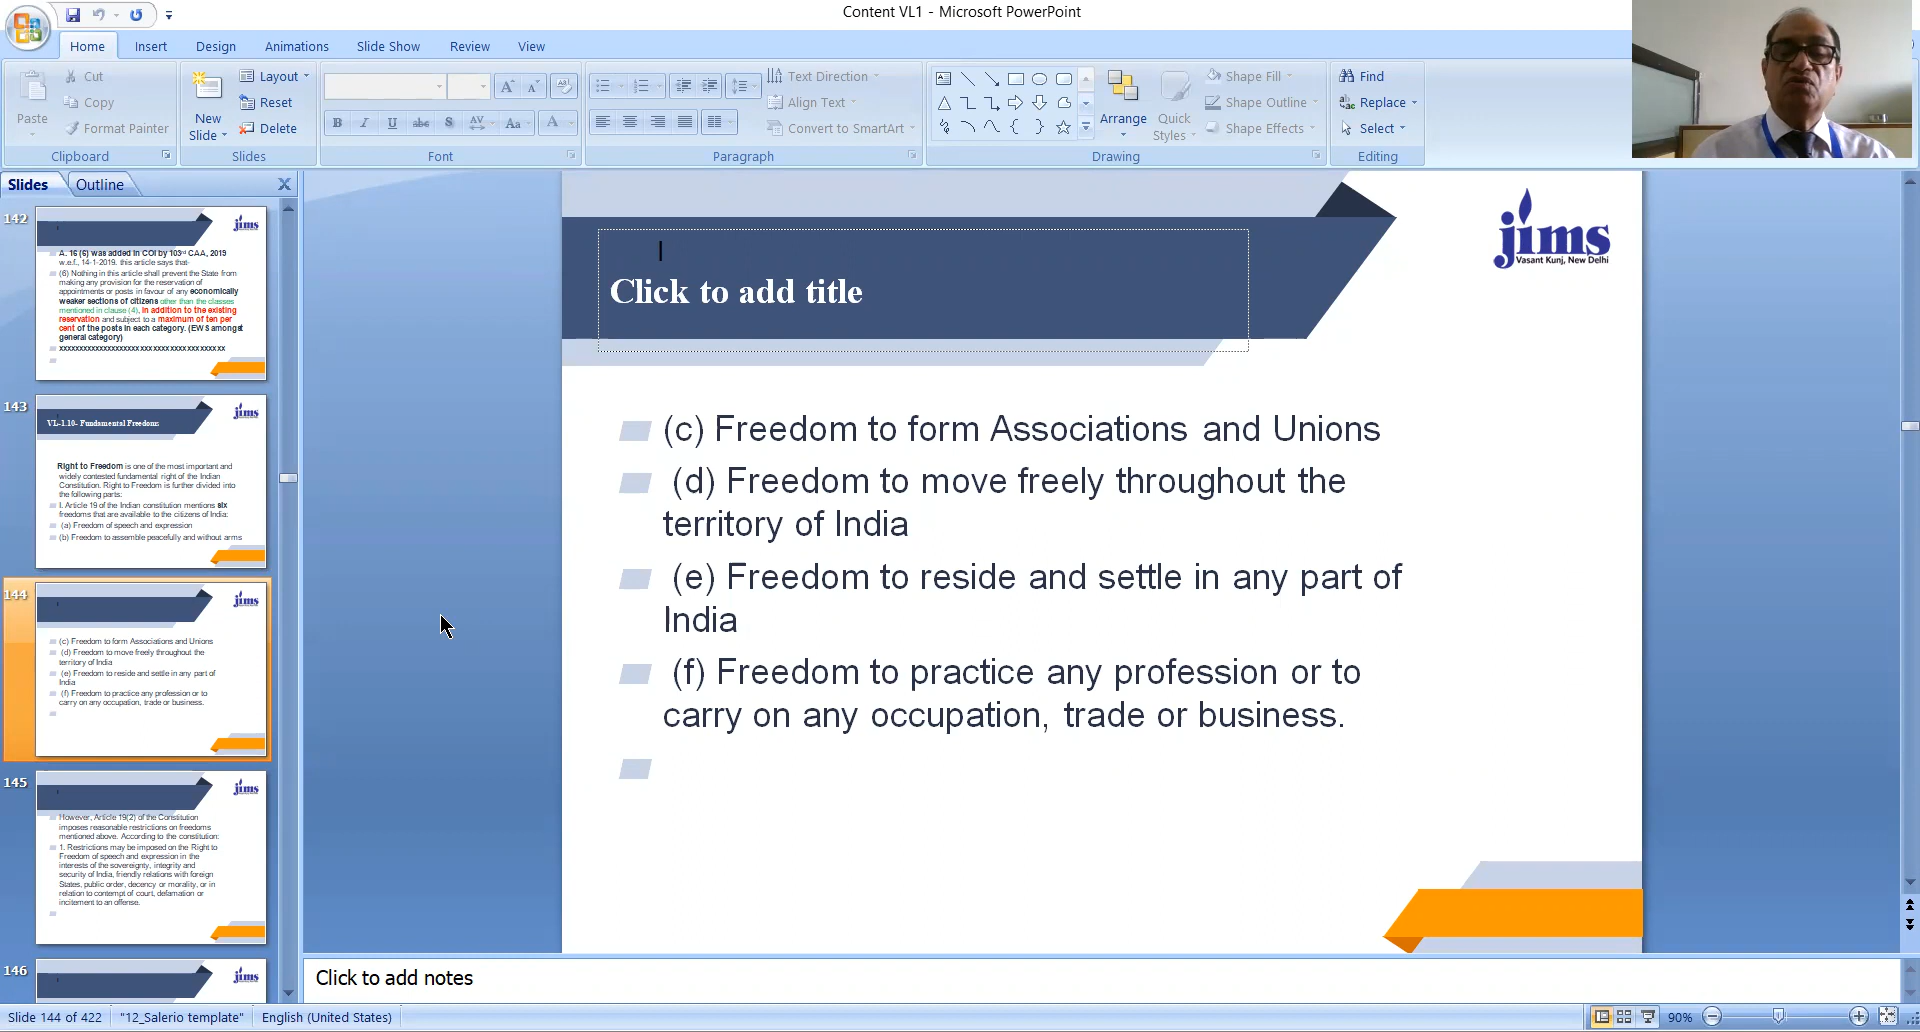 Content VL1 - Microsoft PowerPoint
Home Insert Design Animations Slide Show Review View
Paste
Cut
Copy
Format Painter
Clipboard
New
Slide
Layout
Reset
Delete
Slides
Font
Text Direction
Align Text
Convert to SmartArt
Paragraph
Arrange
Quick
Styles
Shape Fill
Shape Outline
Shape Effects
Drawing
Find
Replace
Select
Editing
Slides Outline
142
jims
A. 16 (6) was added in COI by 103rd CAA, 2019
w.e.f., 14-1-2019. this article says that-
(6) Nothing in this article shall prevent the State from
making any provision for the reservation of
appointments or posts in favour of any economically
weaker sections of citizens other than the classes
mentioned in clause (4), in addition to the existing
reservation and subject to a maximum of ten per
cent of the posts in each category. (EWS amongst
general category)
143
jims
VL-1.10- Fundamental Freedoms
Right to Freedom is one of the most important and
widely contested fundamental right of the Indian
Constitution. Right to Freedom is further divided into
the following parts:
I. Article 19 of the Indian constitution mentions six
freedoms that are available to the citizens of India:
(a) Freedom of speech and expression
(b) Freedom to assemble peacefully and without arms
144
jims
(c) Freedom to form Associations and Unions
(d) Freedom to move freely throughout the
territory of India
(e) Freedom to reside and settle in any part of
India
(f) Freedom to practice any profession or to
carry on any occupation, trade or business.
145
jims
However, Article 19(2) of the Constitution
imposes reasonable restrictions on freedoms
mentioned above. According to the constitution:
1. Restrictions may be imposed on the Right to
Freedom of speech and expression in the
interests of the sovereignty, integrity and
security of India, friendly relations with foreign
States, public order, decency or morality, or in
relation to contempt of court, defamation or
incitement to an offense.
146
jims
Click to add title
jims
Vasant Kunj, New Delhi
(c) Freedom to form Associations and Unions
(d) Freedom to move freely throughout the
territory of India
(e) Freedom to reside and settle in any part of
India
(f) Freedom to practice any profession or to
carry on any occupation, trade or business.
Click to add notes
Slide 144 of 422 "12_Salerio template" English (United States) 90%